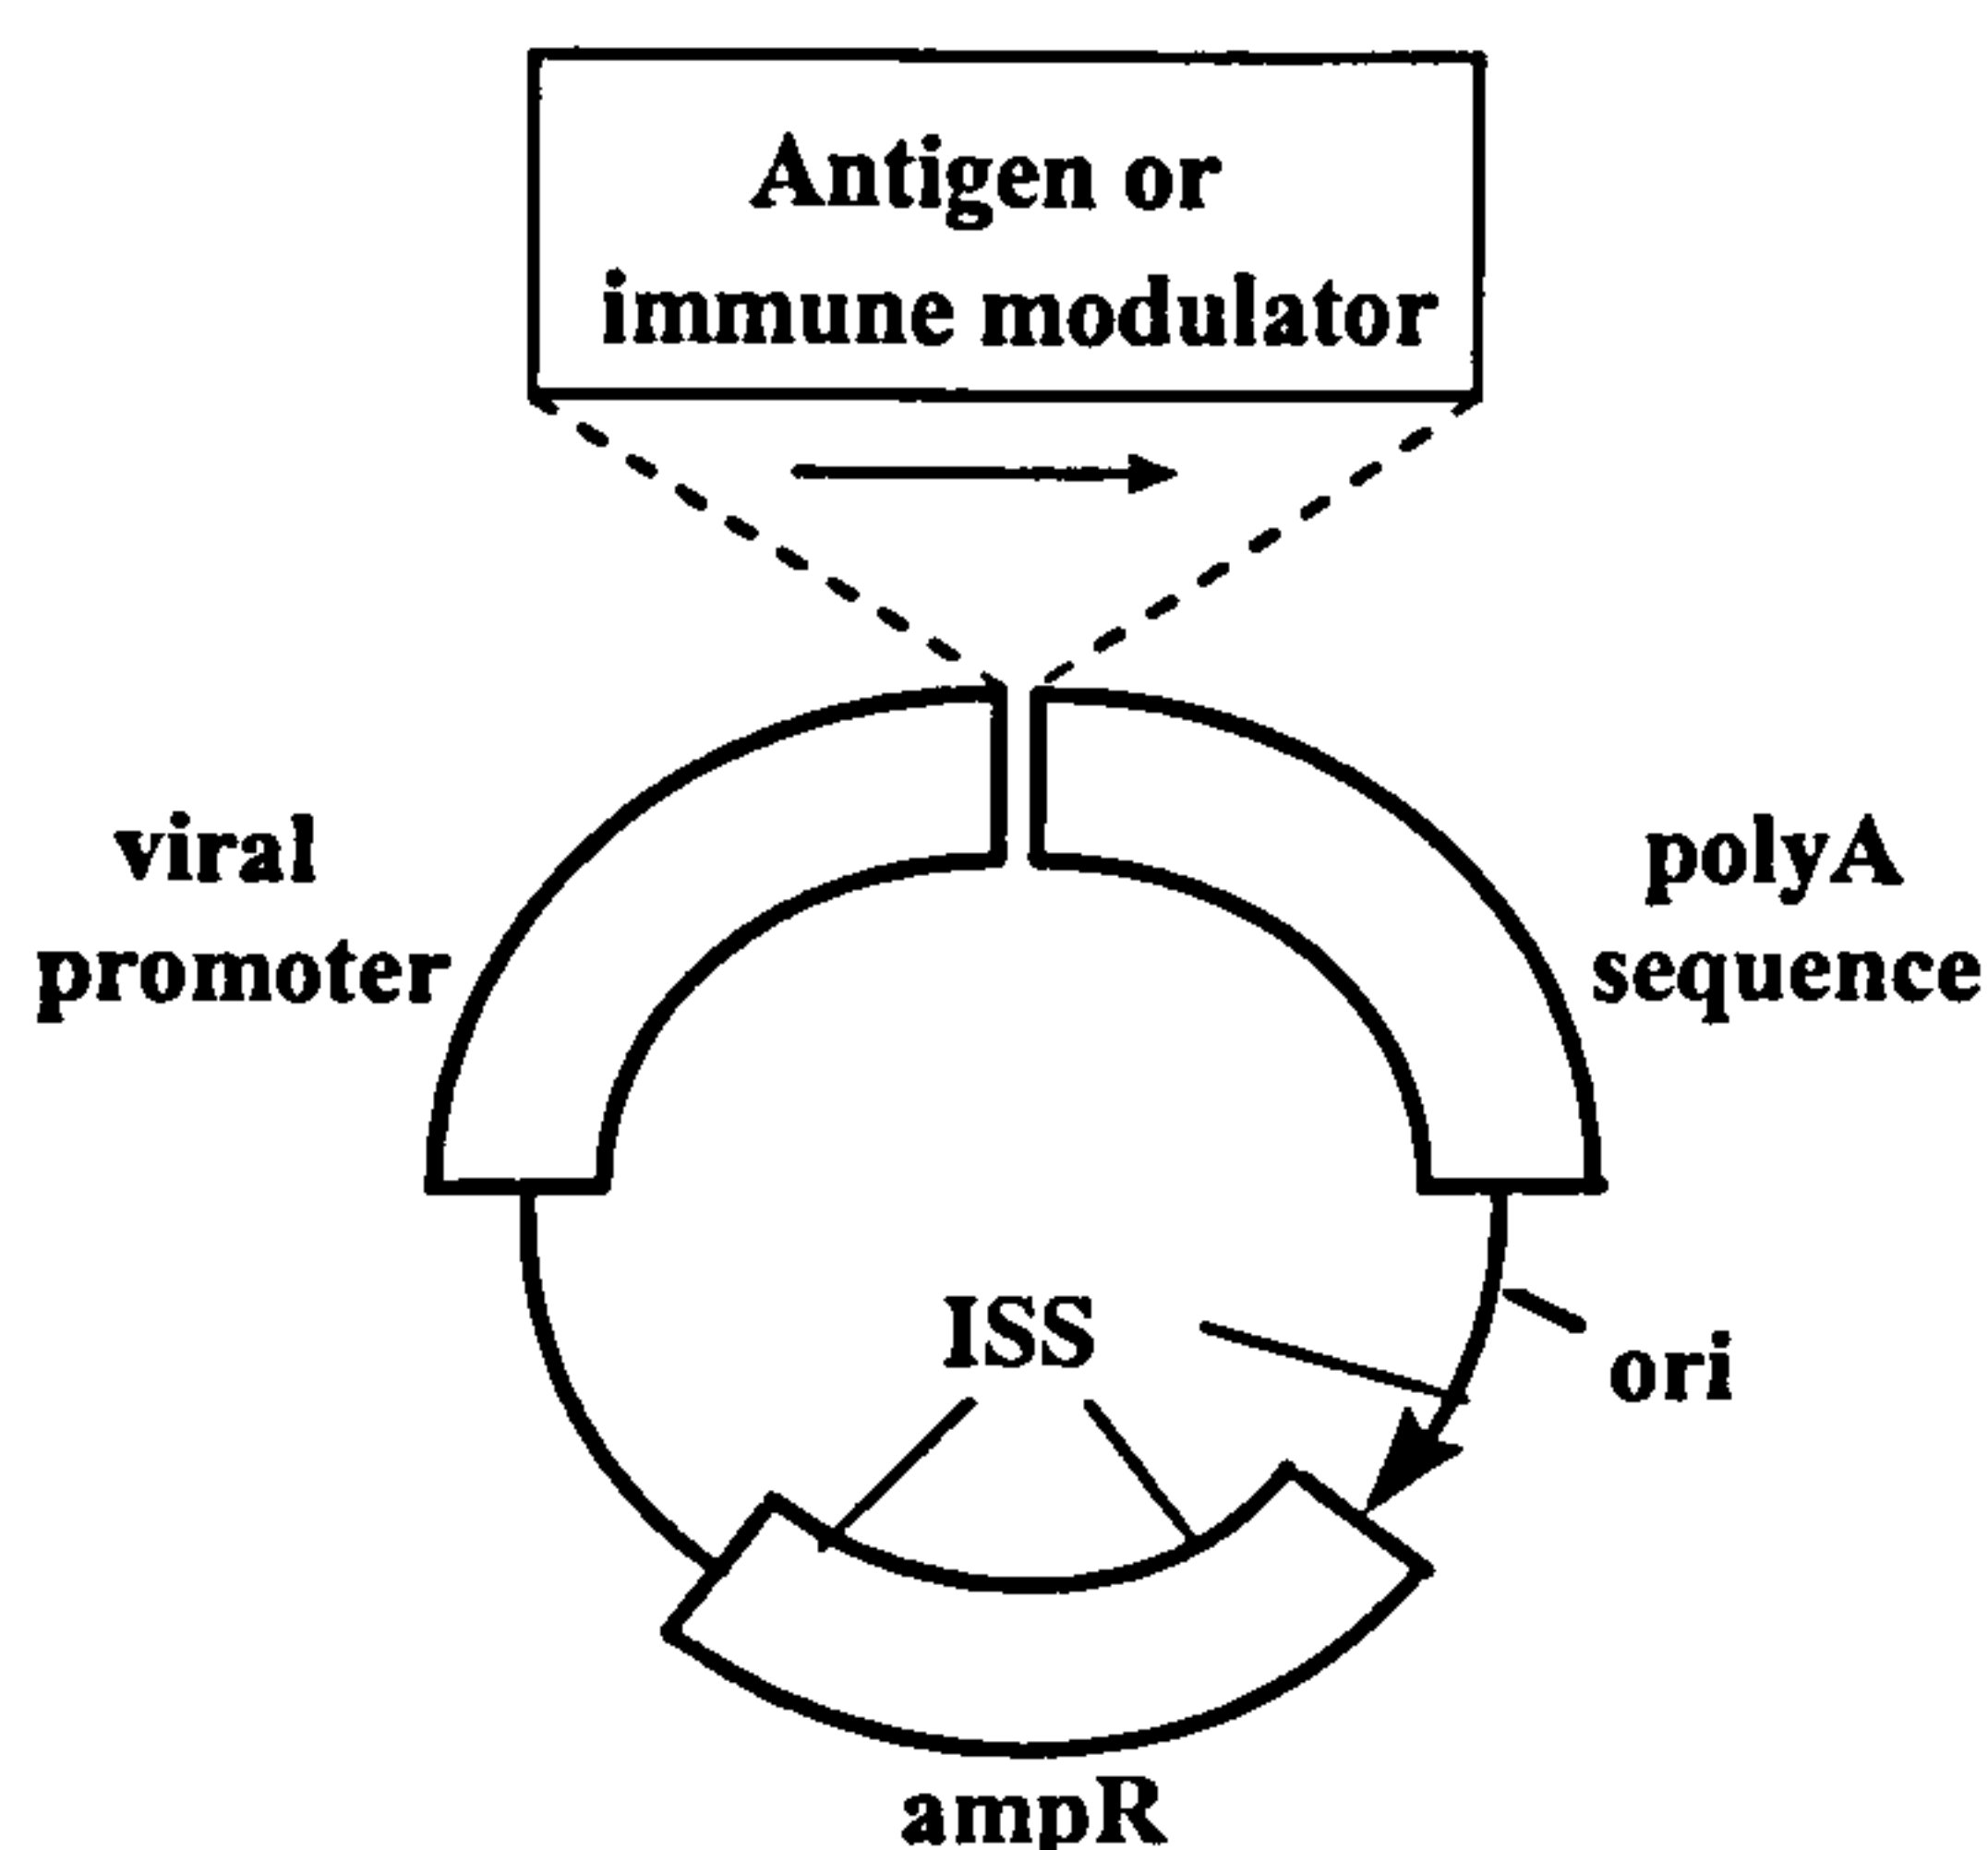 Antigen or
immune modulator
viral
promoter
polyA
sequence
ISS
ori
ampR